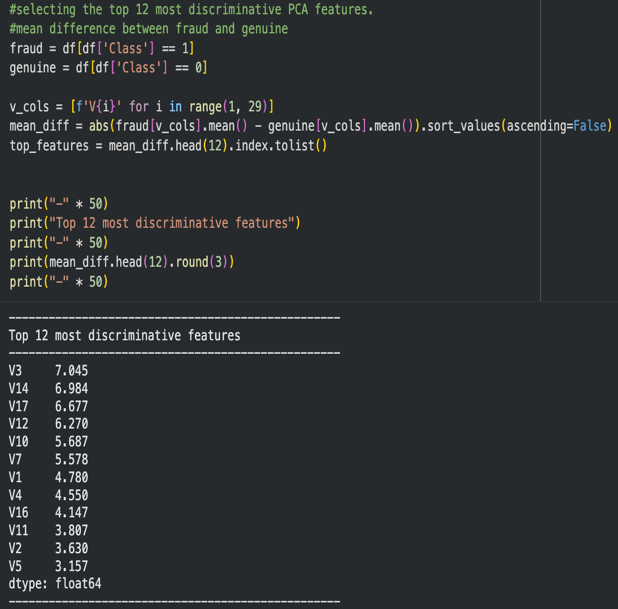 #selecting the top 12 most discriminative PCA features.
#mean difference between fraud and genuine
fraud = df[df['Class'] == 1]
genuine = df[df['Class'] == 0]
v_cols = [f'V{i}' for i in range(1, 29)]
mean_diff = abs(fraud[v_cols].mean() - genuine[v_cols].mean()).sort_values(ascending=False)
top_features = mean_diff.head(12).index.tolist()
print("-" * 50)
print("Top 12 most discriminative features")
print("-" * 50)
print(mean_diff.head(12).round(3))
print("-" * 50)
--------------------------------------------------
Top 12 most discriminative features
--------------------------------------------------
V3     7.045
V14    6.984
V17    6.677
V12    6.270
V10    5.687
V7     5.578
V1     4.780
V4     4.550
V16    4.147
V11    3.807
V2     3.630
V5     3.157
dtype: float64
--------------------------------------------------